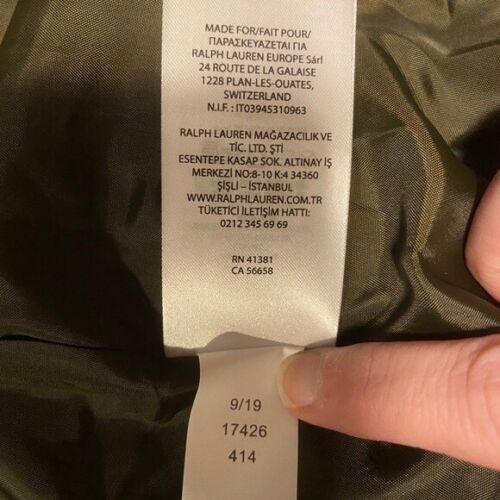 MADE FOR/FAIT POUR/
ΠΑΡΑΣΚΕΥΑΖΕΤΑΙ ΓΙΑ
RALPH LAUREN EUROPE Sárl
24 ROUTE DE LA GALAISE
1228 PLAN-LES-OUATES,
SWITZERLAND
N.I.F. : IT03945310963
RALPH LAUREN MAĞAZACILIK VE
TİC. LTD. ŞTİ
ESENTEPE KASAP SOK. ALTINAY İŞ
MERKEZİ NO:8-10 K:4 34360
ŞİŞLİ – İSTANBUL
WWW.RALPHLAUREN.COM.TR
TÜKETİCİ İLETİŞİM HATTI:
0212 345 69 69
RN 41381
CA 56658
9/19
17426
414